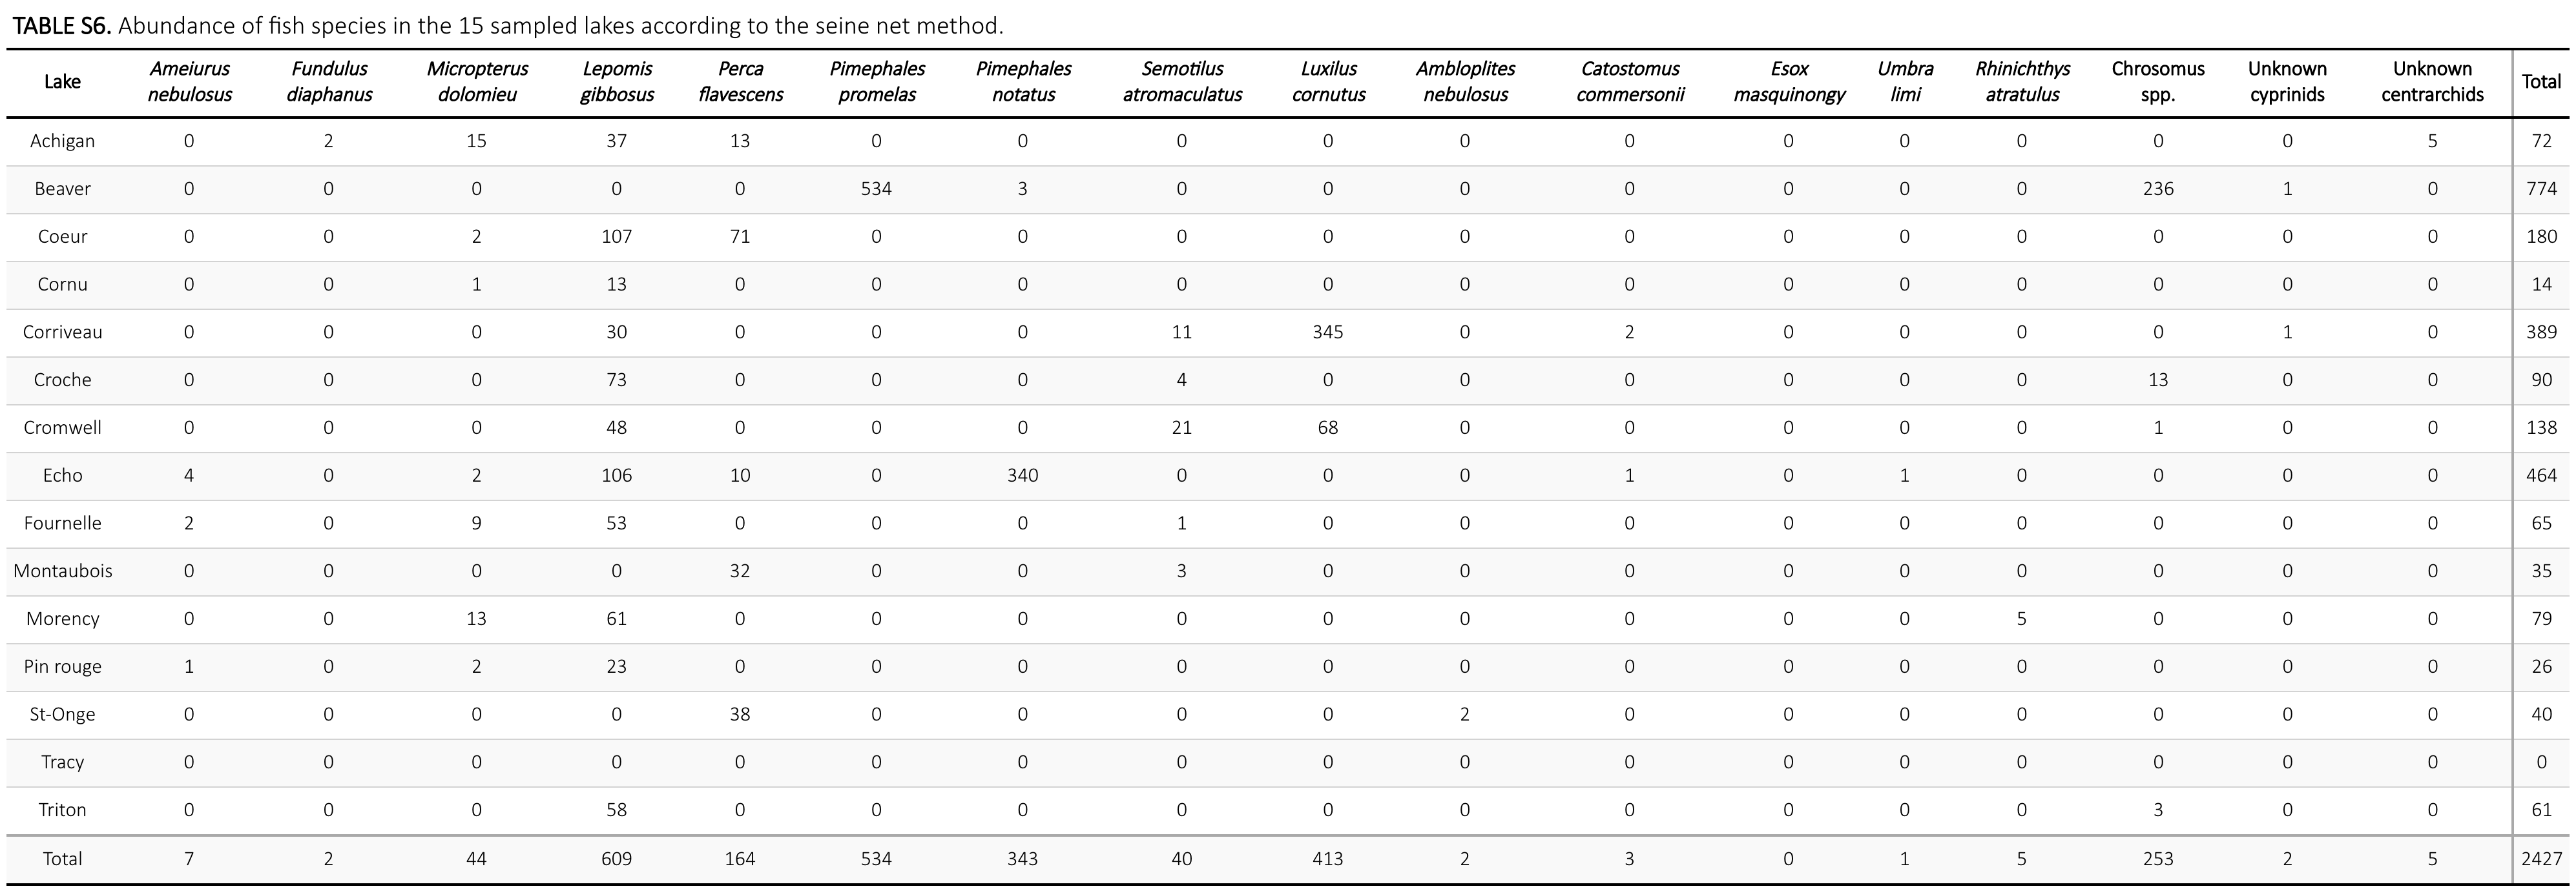 TABLE S6. Abundance of fish species in the 15 sampled lakes according to the seine net method.
Lake Ameiurus nebulosus Fundulus diaphanus Micropterus dolomieu Lepomis gibbosus Perca flavescens Pimephales promelas Pimephales notatus Semotilus atromaculatus Luxilus cornutus Ambloplites nebulosus Catostomus commersonii Esox masquinongy Umbra limi Rhinichthys atratulus Chrosomus spp. Unknown cyprinids Unknown centrarchids Total
Achigan 0 2 15 37 13 0 0 0 0 0 0 0 0 0 0 0 5 72
Beaver 0 0 0 0 0 534 3 0 0 0 0 0 0 0 236 1 0 774
Coeur 0 0 2 107 71 0 0 0 0 0 0 0 0 0 0 0 0 180
Cornu 0 0 1 13 0 0 0 0 0 0 0 0 0 0 0 0 0 14
Corriveau 0 0 0 30 0 0 0 11 345 0 2 0 0 0 0 1 0 389
Croche 0 0 0 73 0 0 0 4 0 0 0 0 0 0 13 0 0 90
Cromwell 0 0 0 48 0 0 0 21 68 0 0 0 0 0 1 0 0 138
Echo 4 0 2 106 10 0 340 0 0 0 1 0 1 0 0 0 0 464
Fournelle 2 0 9 53 0 0 0 1 0 0 0 0 0 0 0 0 0 65
Montaubois 0 0 0 0 32 0 0 3 0 0 0 0 0 0 0 0 0 35
Morency 0 0 13 61 0 0 0 0 0 0 0 0 0 5 0 0 0 79
Pin rouge 1 0 2 23 0 0 0 0 0 0 0 0 0 0 0 0 0 26
St-Onge 0 0 0 0 38 0 0 0 0 2 0 0 0 0 0 0 0 40
Tracy 0 0 0 0 0 0 0 0 0 0 0 0 0 0 0 0 0 0
Triton 0 0 0 58 0 0 0 0 0 0 0 0 0 0 3 0 0 61
Total 7 2 44 609 164 534 343 40 413 2 3 0 1 5 253 2 5 2427